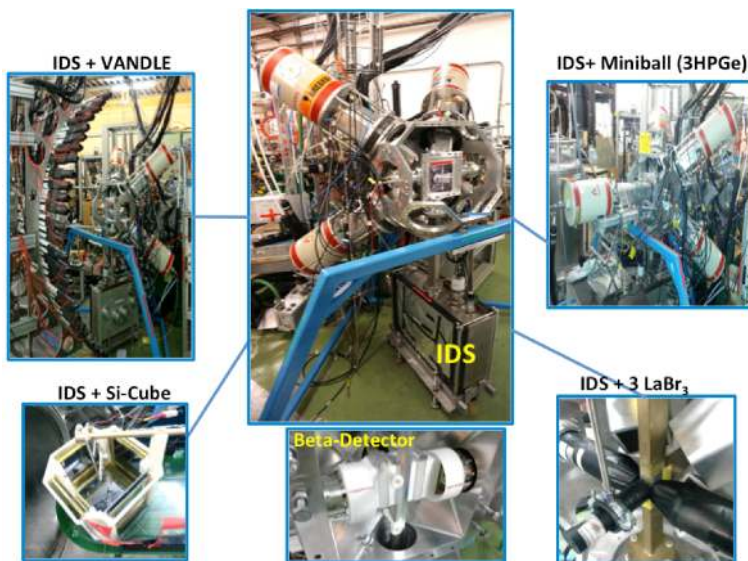 IDS + VANDLE
IDS+ Miniball (3HPGe)
IDS
IDS + Si-Cube
Beta-Detector
IDS + 3 LaBr₃